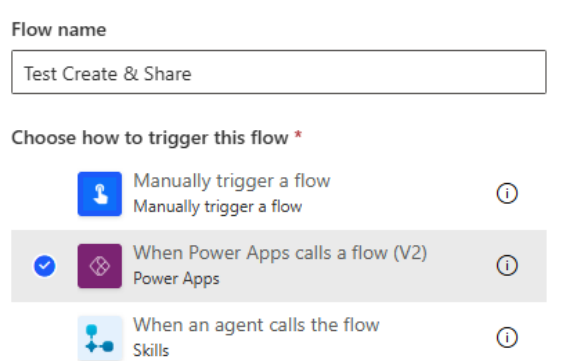 Flow name
Test Create & Share
Choose how to trigger this flow *
Manually trigger a flow
Manually trigger a flow
When Power Apps calls a flow (V2)
Power Apps
When an agent calls the flow
Skills